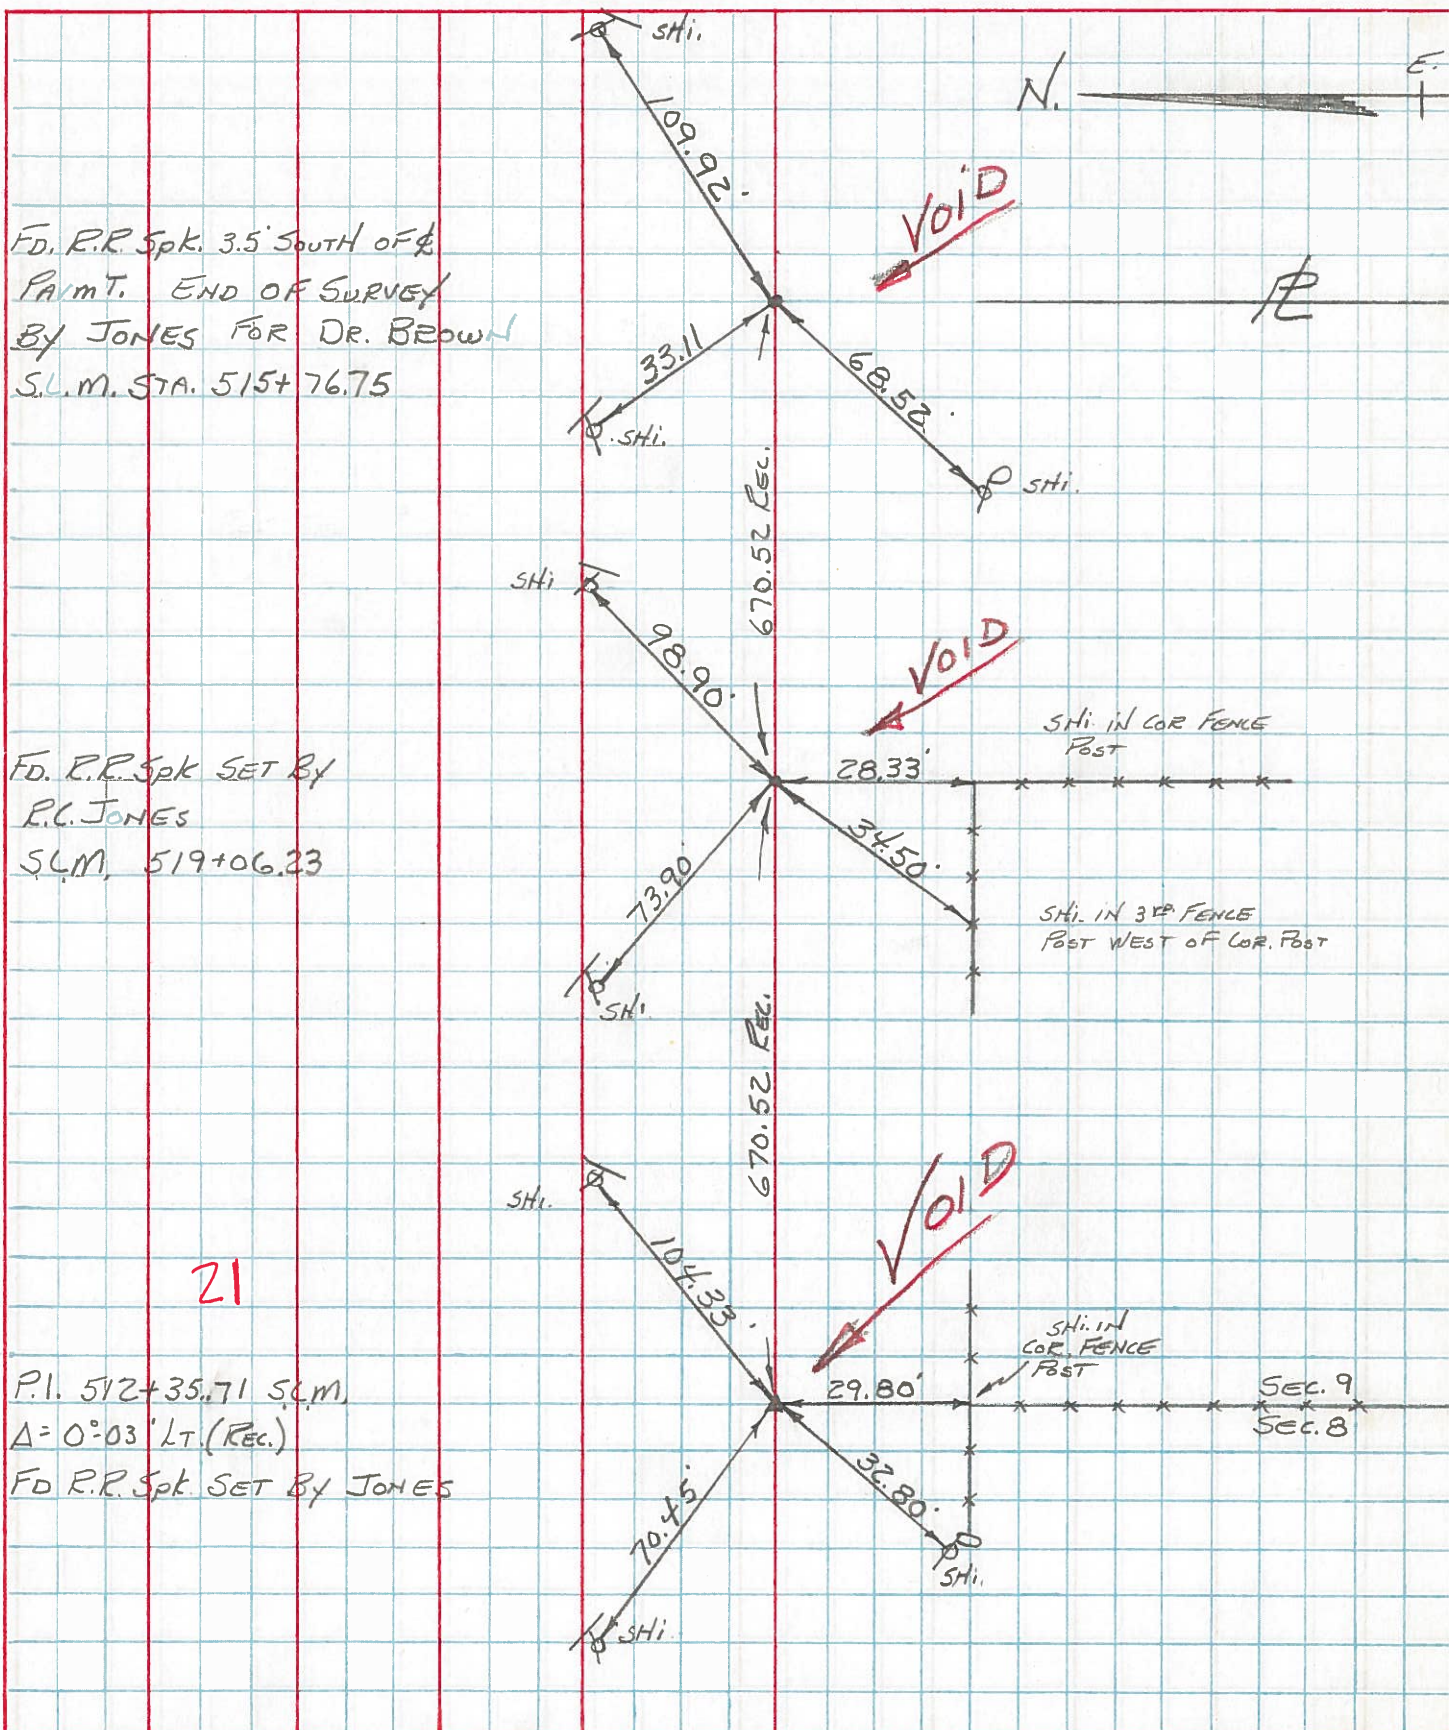 SHi.
N.
E.
109.92'
VOID
FD. R.R. Spk. 3.5' SOUTH OF ℄
PAVMT. END OF SURVEY
BY JONES FOR DR. BROWN
S.L.M. STA. 515+76.75
℄
33.11
68.52'
SHi.
SHi.
670.52 REC.
SHi
98.90'
VOID
SHi. IN COR FENCE
POST
28.33'
FD. R.R. Spk SET BY
R.C. JONES
SLM, 519+06.23
34.50'
73.90'
SHi. IN 3RD FENCE
POST WEST OF COR. POST
SHi.
670.52 REC.
SHi.
VOID
104.33'
21
SHi. IN
COR. FENCE
POST
29.80'
SEC. 9
SEC. 8
P.I. 512+35.71 SLM,
Δ= 0°03' LT. (REC.)
FD R.R. Spk. SET BY JONES
32.80'
70.45'
SHi.
SHi